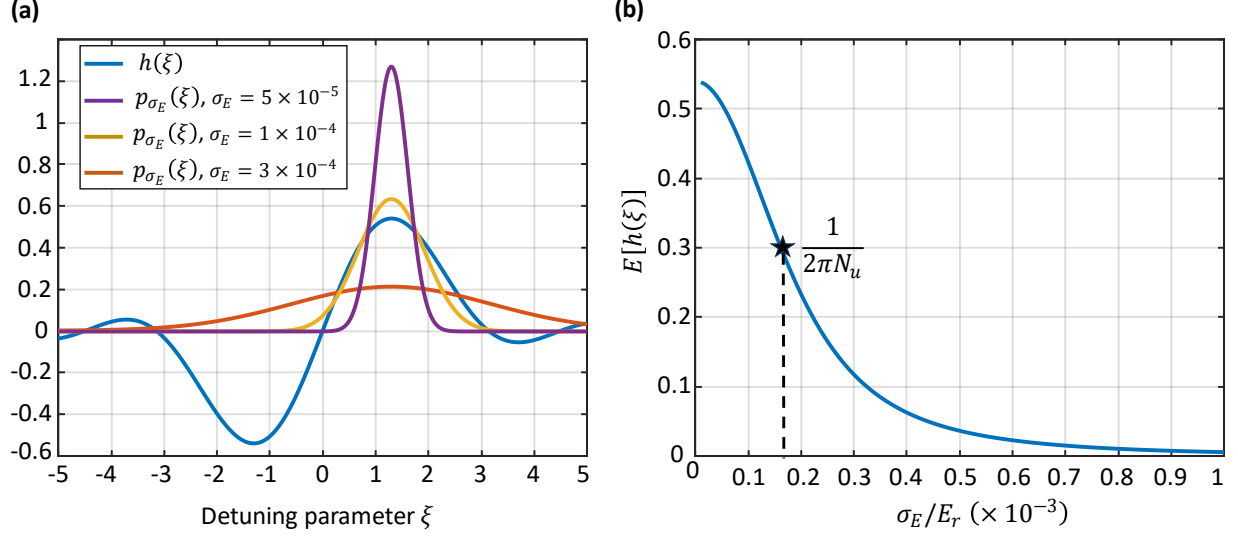 (a)
1.2
1
0.8
0.6
0.4
0.2
0
-0.2
-0.4
-0.6
h(ξ)
p_{σ_E}(ξ), σ_E = 5 × 10^{-5}
p_{σ_E}(ξ), σ_E = 1 × 10^{-4}
p_{σ_E}(ξ), σ_E = 3 × 10^{-4}
-5 -4 -3 -2 -1 0 1 2 3 4 5
Detuning parameter ξ
(b)
0.6
0.5
0.4
0.3
0.2
0.1
0
E[h(ξ)]
1
2πN_u
0 0.1 0.2 0.3 0.4 0.5 0.6 0.7 0.8 0.9 1
σ_E/E_r (× 10^{-3})